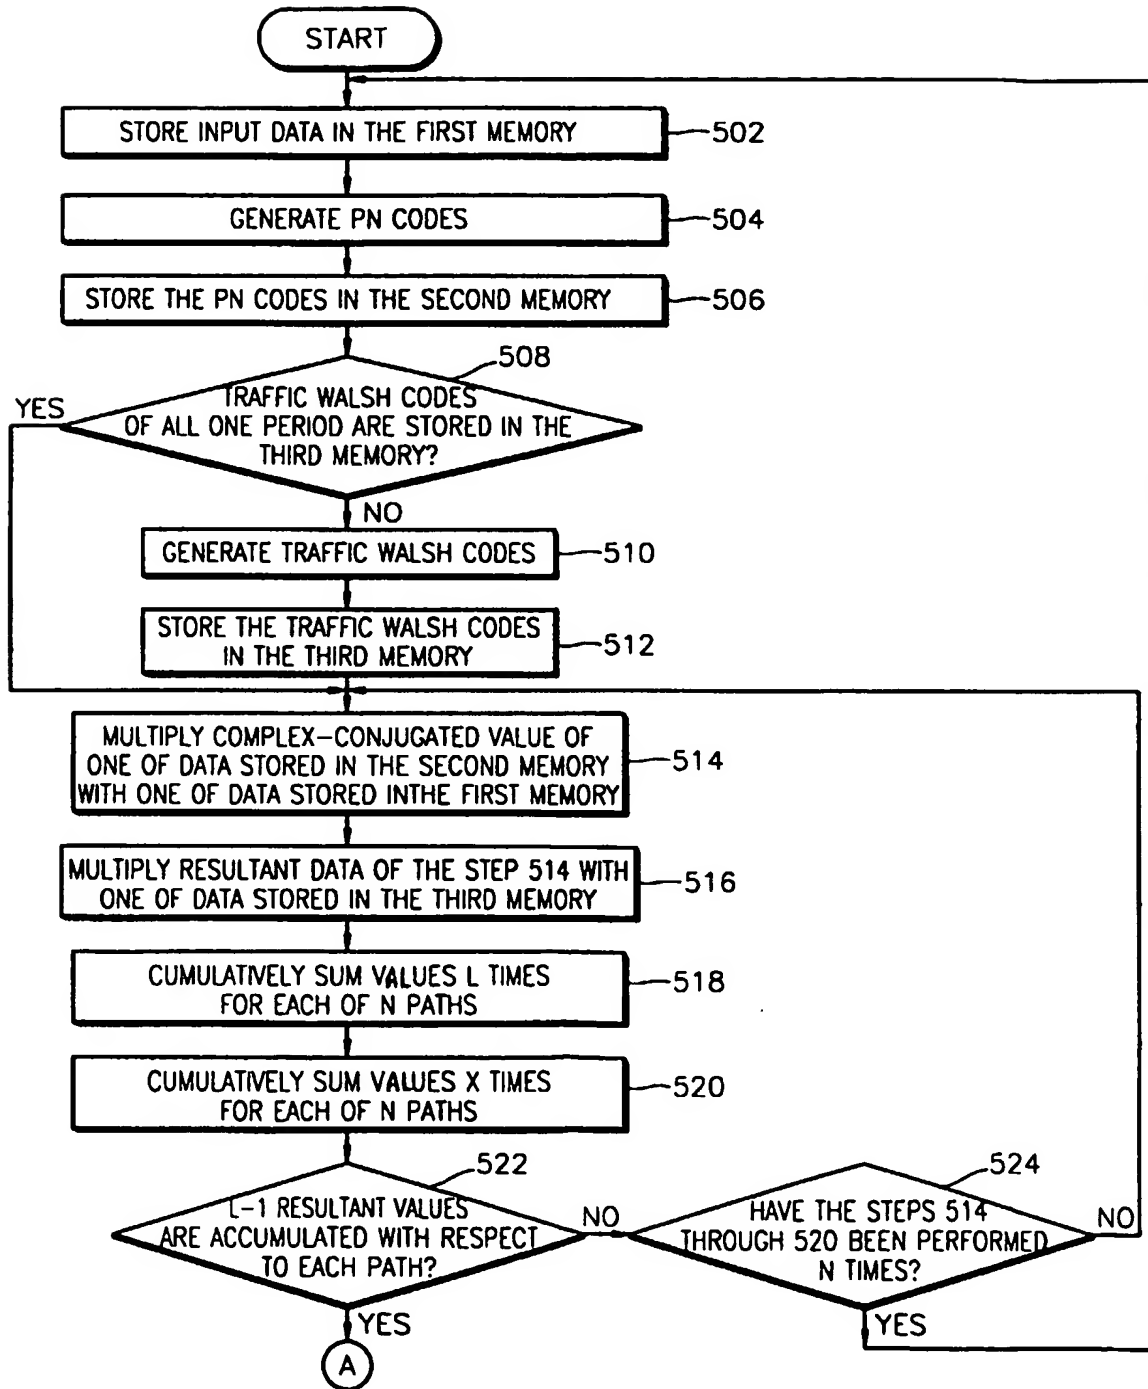 START
STORE INPUT DATA IN THE FIRST MEMORY
502
GENERATE PN CODES
504
STORE THE PN CODES IN THE SECOND MEMORY
506
508
TRAFFIC WALSH CODES
OF ALL ONE PERIOD ARE STORED IN THE
THIRD MEMORY?
YES
NO
GENERATE TRAFFIC WALSH CODES
510
STORE THE TRAFFIC WALSH CODES
IN THE THIRD MEMORY
512
MULTIPLY COMPLEX-CONJUGATED VALUE OF
ONE OF DATA STORED IN THE SECOND MEMORY
WITH ONE OF DATA STORED INTHE FIRST MEMORY
514
MULTIPLY RESULTANT DATA OF THE STEP 514 WITH
ONE OF DATA STORED IN THE THIRD MEMORY
516
CUMULATIVELY SUM VALUES L TIMES
FOR EACH OF N PATHS
518
CUMULATIVELY SUM VALUES X TIMES
FOR EACH OF N PATHS
520
522
L-1 RESULTANT VALUES
ARE ACCUMULATED WITH RESPECT
TO EACH PATH?
NO
YES
524
HAVE THE STEPS 514
THROUGH 520 BEEN PERFORMED
N TIMES?
NO
YES
A